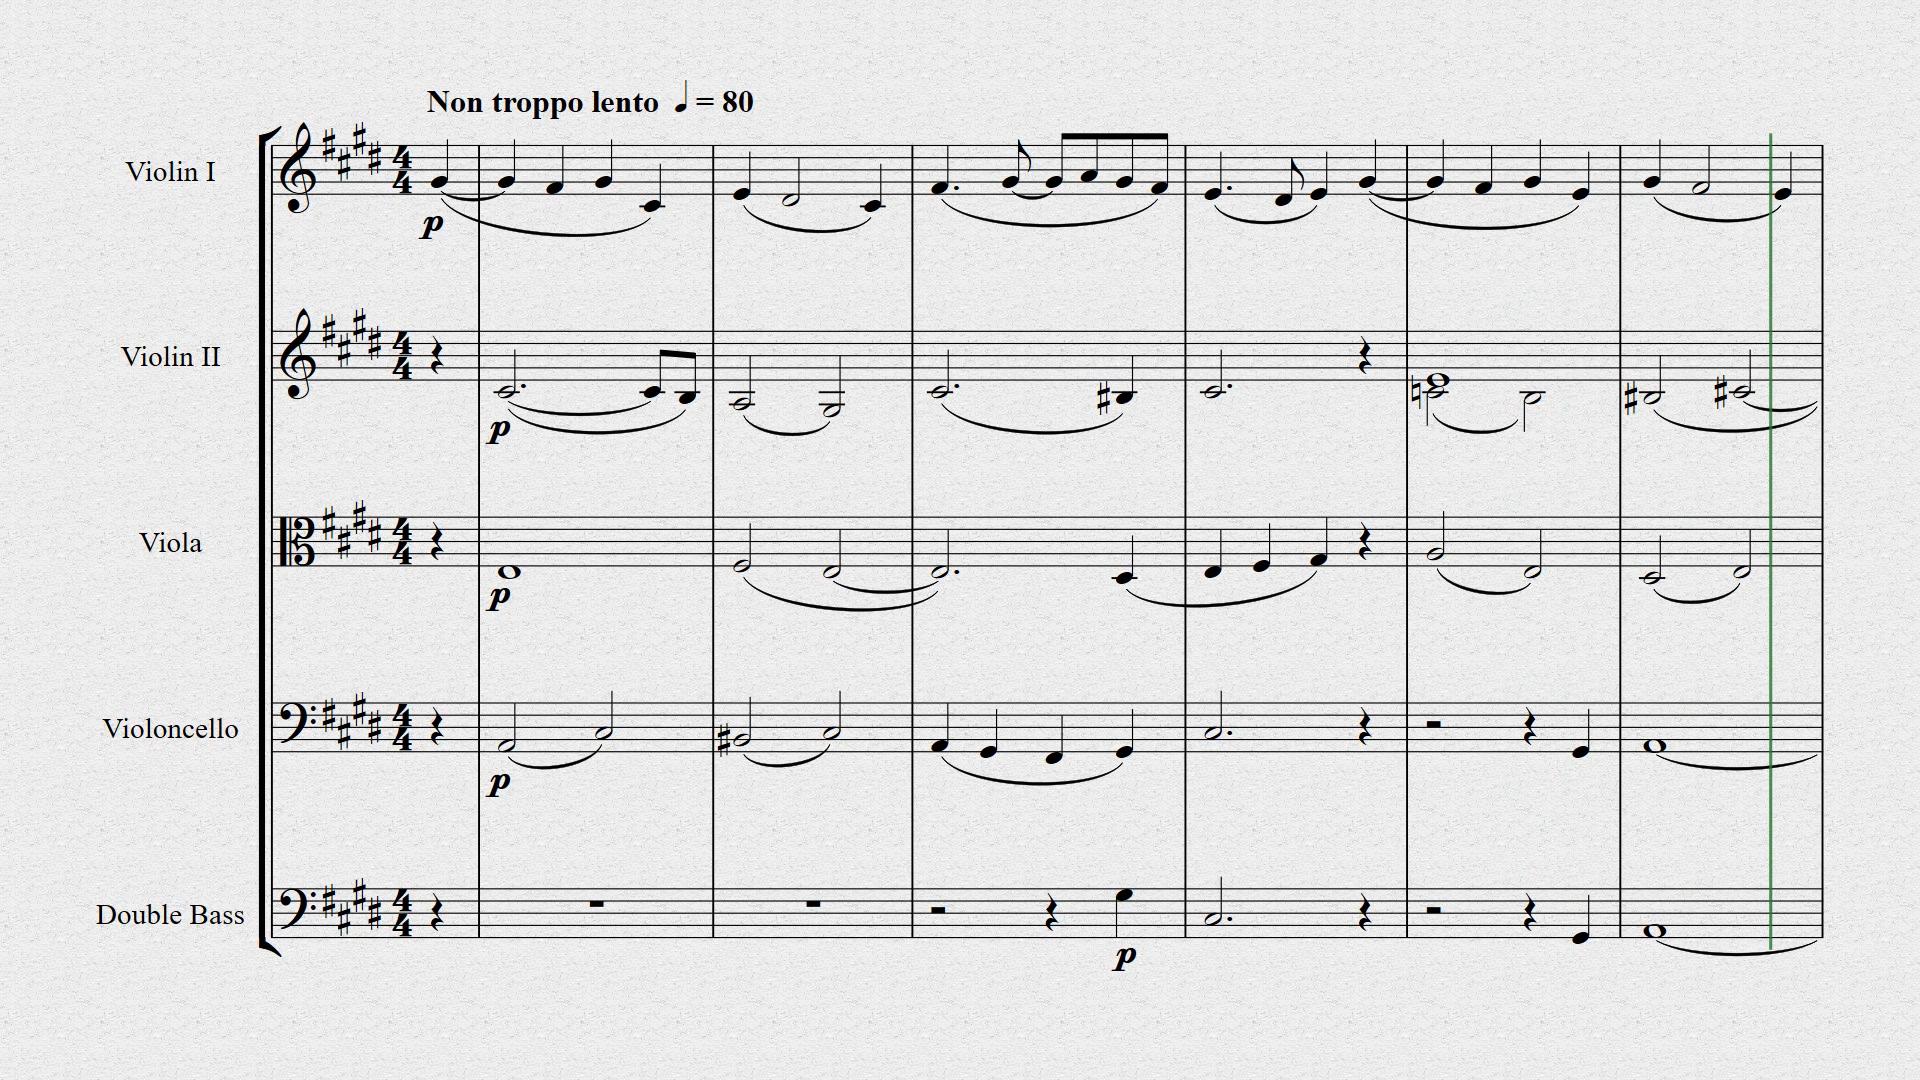 Non troppo lento ♩ = 80
Violin I
p
Violin II
p
Viola
p
Violoncello
p
Double Bass
p